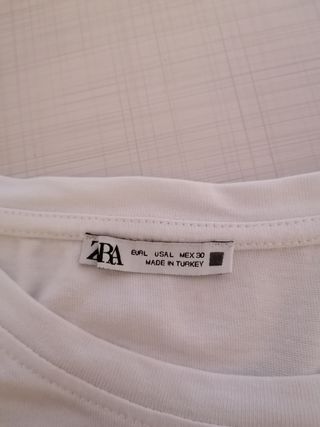 ZARA
EUR L USA L MEX 30
MADE IN TURKEY